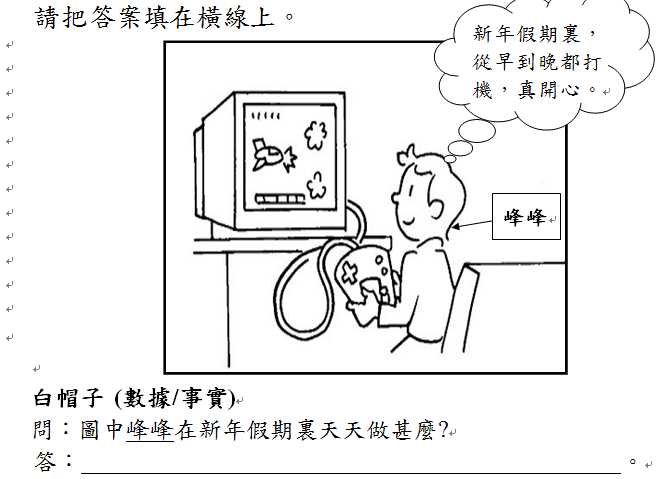 請把答案填在橫線上。
新年假期裏，
從早到晚都打
機，真開心。
峰峰
白帽子 (數據/事實)
問：圖中峰峰在新年假期裏天天做甚麼?
答：。